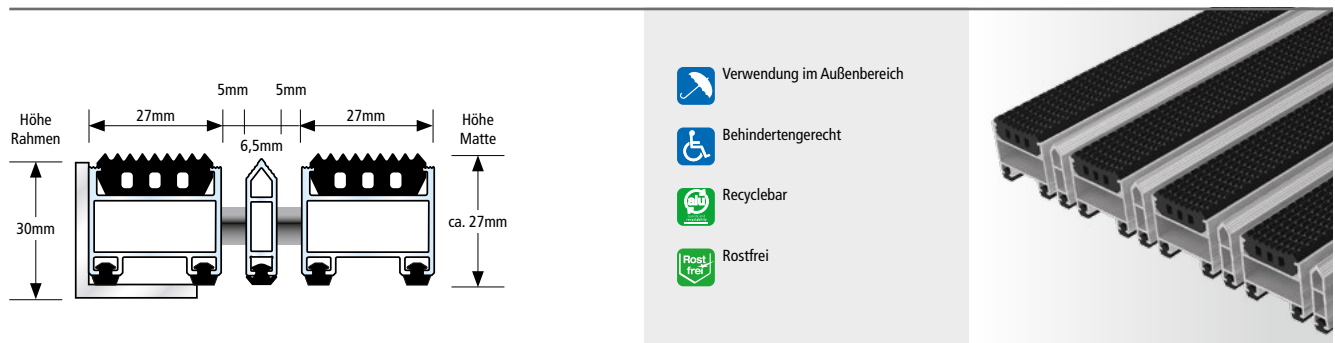 5mm
5mm
Höhe
Rahmen
27mm
27mm
Höhe
Matte
6,5mm
30mm
ca. 27mm
Verwendung im Außenbereich
Behindertengerecht
alu
Recyclebar
Rost
frei
Rostfrei